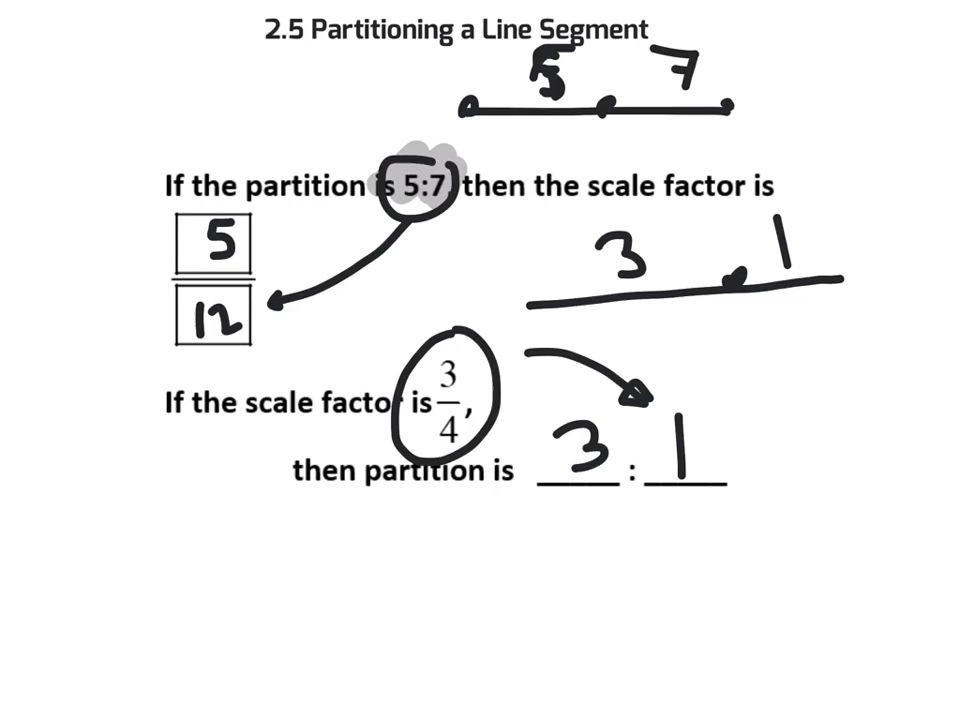 2.5 Partitioning a Line Segment
5 7
If the partition is 5:7, then the scale factor is
5
12
3 1
If the scale factor is 3/4,
then partition is 3 : 1